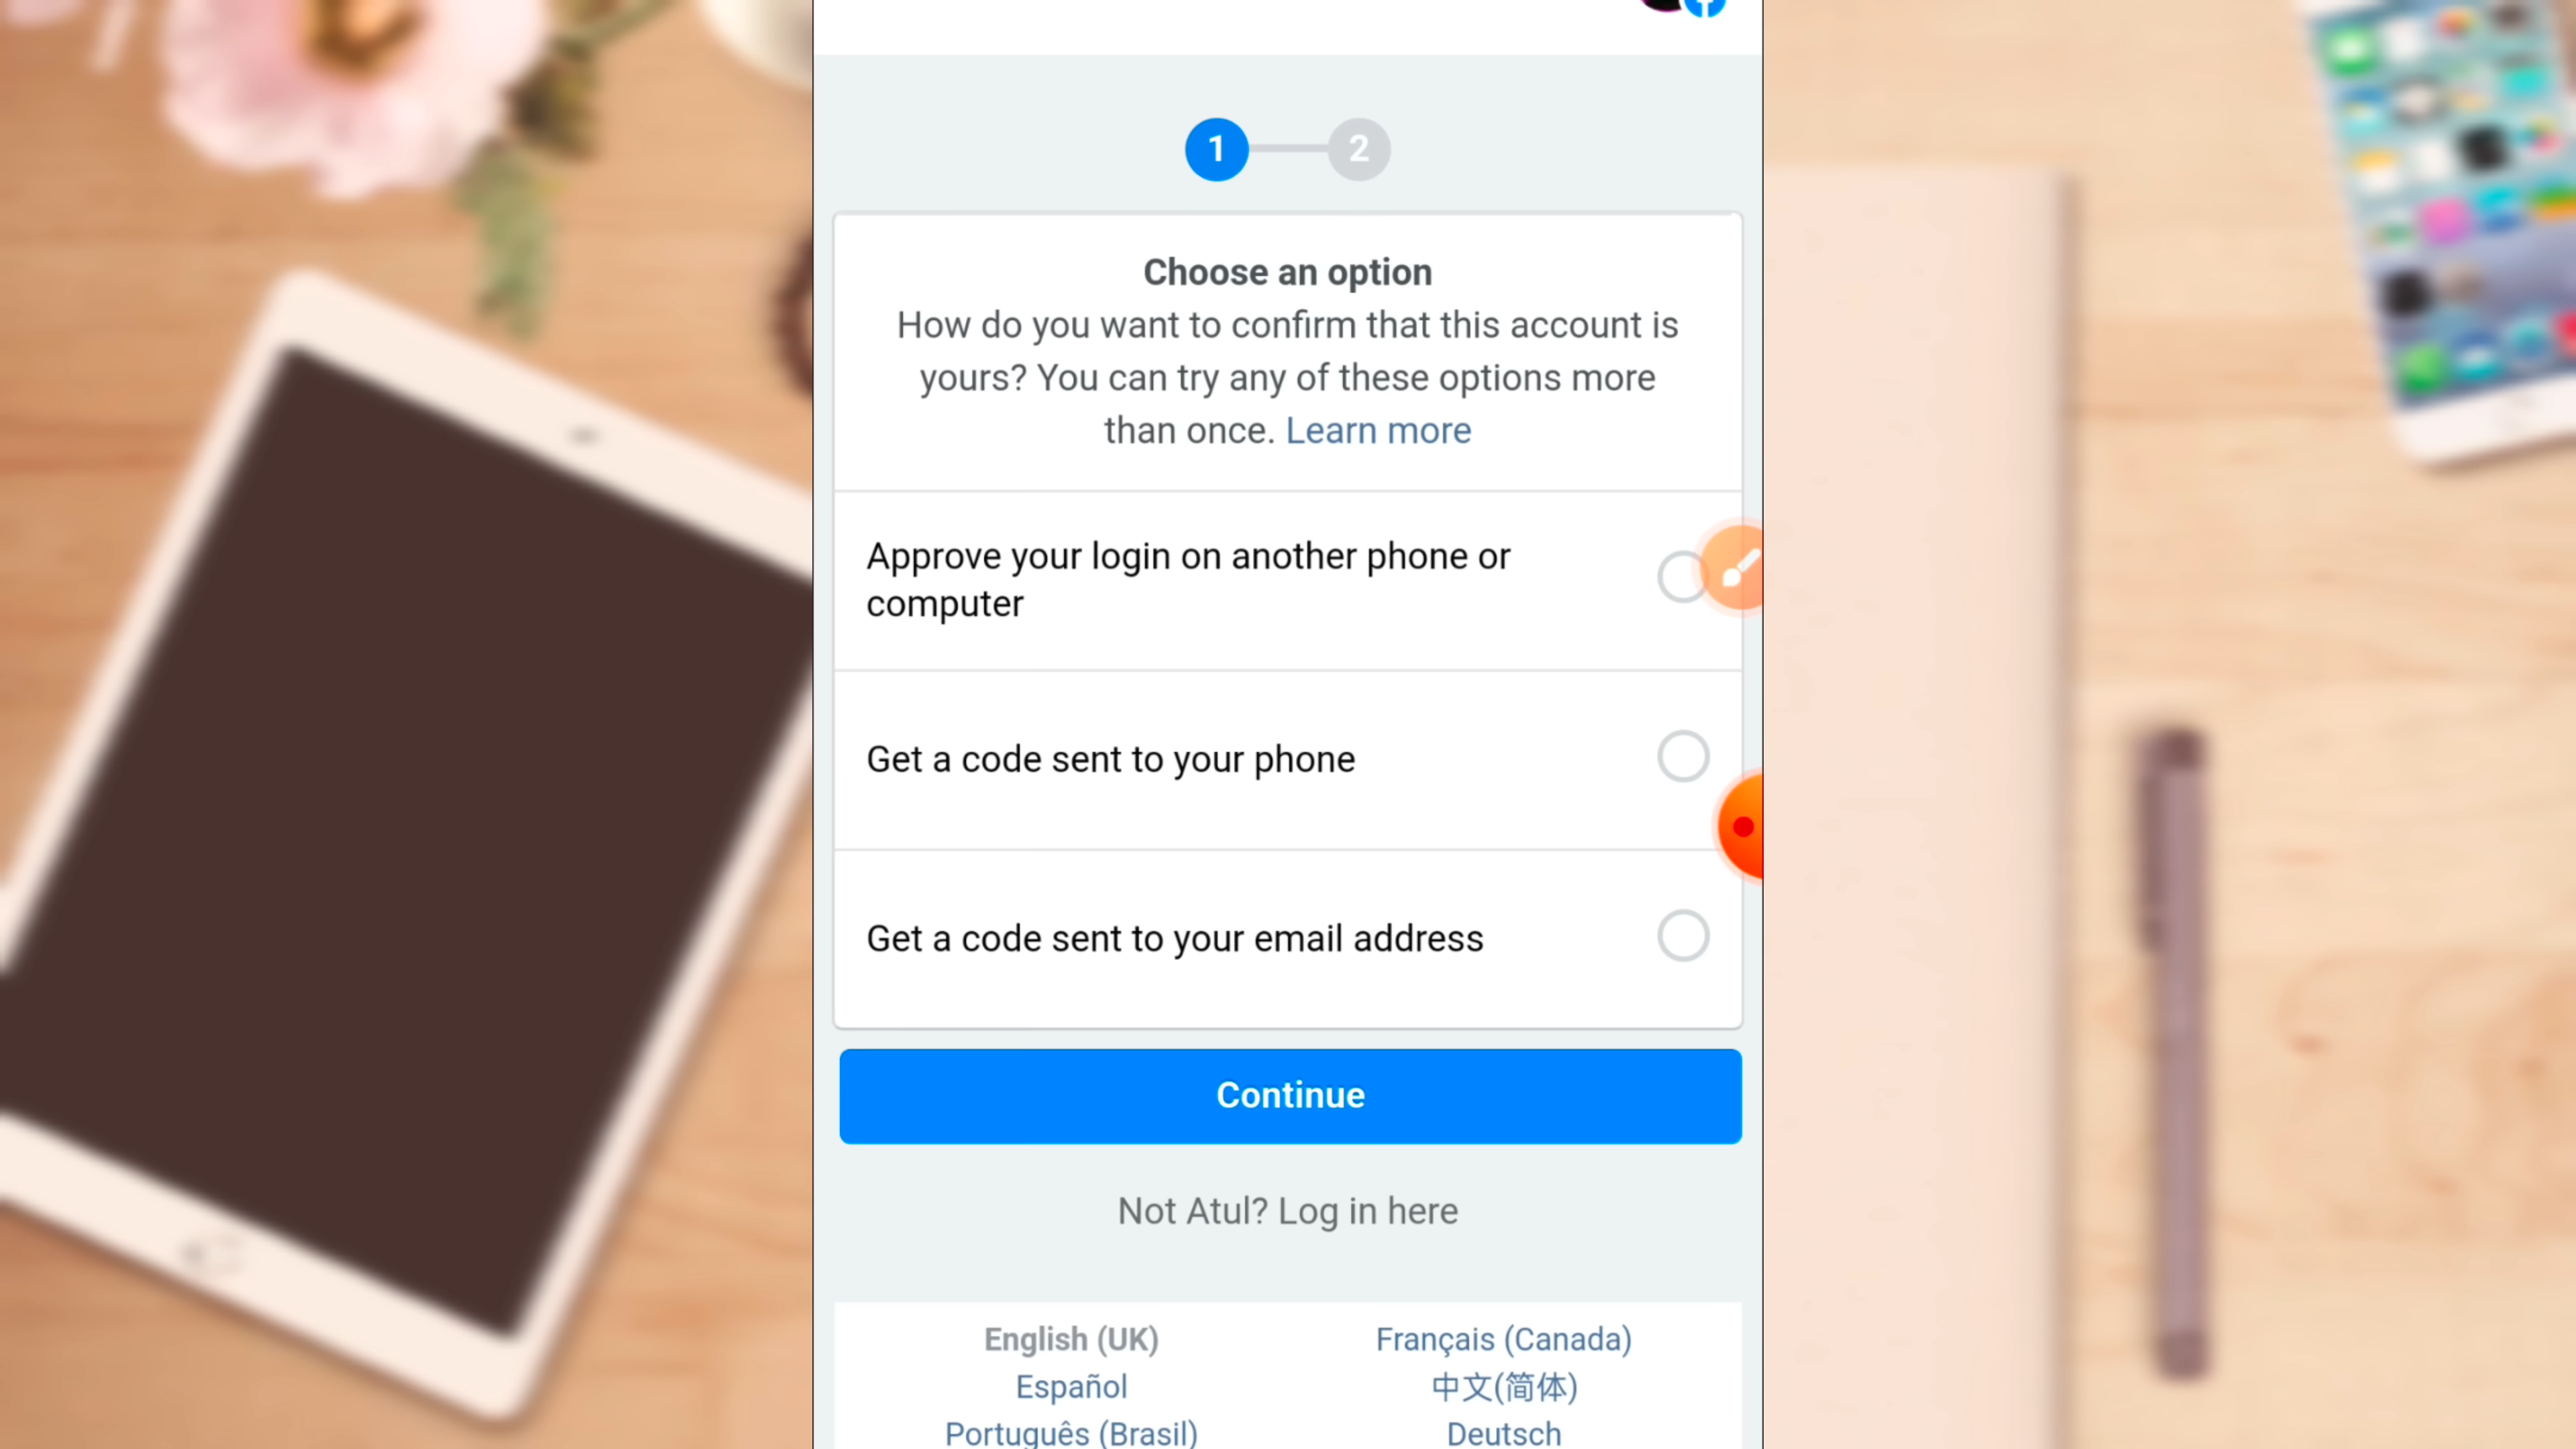 1
2
Choose an option
How do you want to confirm that this account is
yours? You can try any of these options more
than once. Learn more
Approve your login on another phone or
computer
Get a code sent to your phone
Get a code sent to your email address
Continue
Not Atul? Log in here
English (UK)
Français (Canada)
Español
中文(简体)
Português (Brasil)
Deutsch